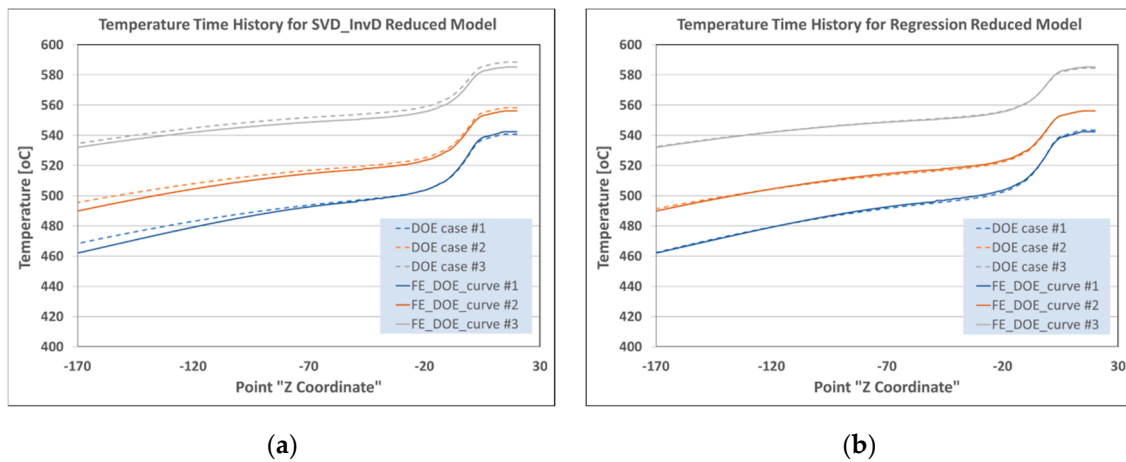 Temperature Time History for SVD_InvD Reduced Model
600
580
560
540
520
500
480
460
440
420
400
Temperature [oC]
-170
-120
-70
-20
30
Point "Z Coordinate"
DOE case #1
DOE case #2
DOE case #3
FE_DOE_curve #1
FE_DOE_curve #2
FE_DOE_curve #3
(a)
Temperature Time History for Regression Reduced Model
600
580
560
540
520
500
480
460
440
420
400
Temperature [oC]
-170
-120
-70
-20
30
Point "Z Coordinate"
DOE case #1
DOE case #2
DOE case #3
FE_DOE_curve #1
FE_DOE_curve #2
FE_DOE_curve #3
(b)